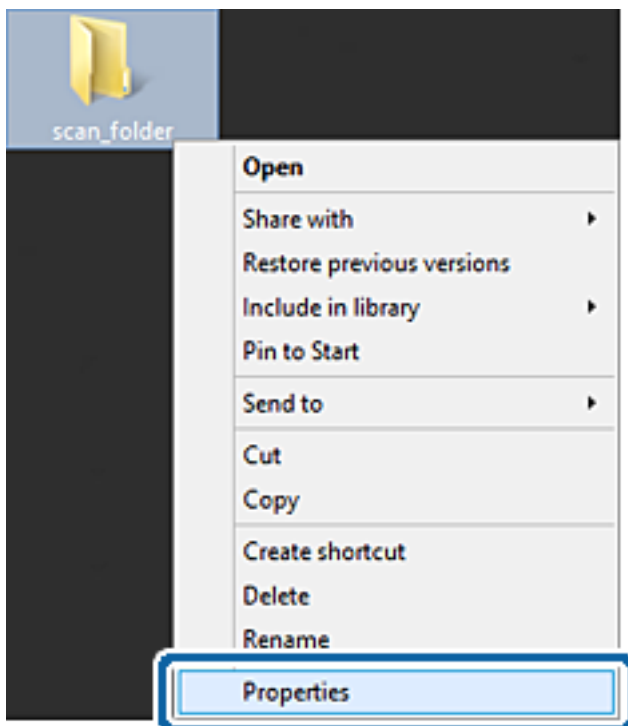 scan_folder
Open
Share with
Restore previous versions
Include in library
Pin to Start
Send to
Cut
Copy
Create shortcut
Delete
Rename
Properties